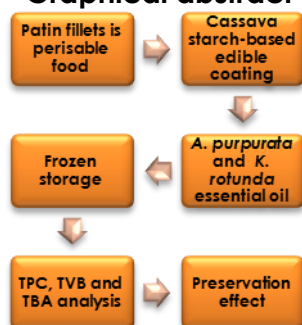 Graphical abstract
Patin fillets is
perisable
food
Cassava
starch-based
edible
coating
A. purpurata
and K.
rotunda
essential oil
Frozen
storage
TPC, TVB and
TBA analysis
Preservation
effect